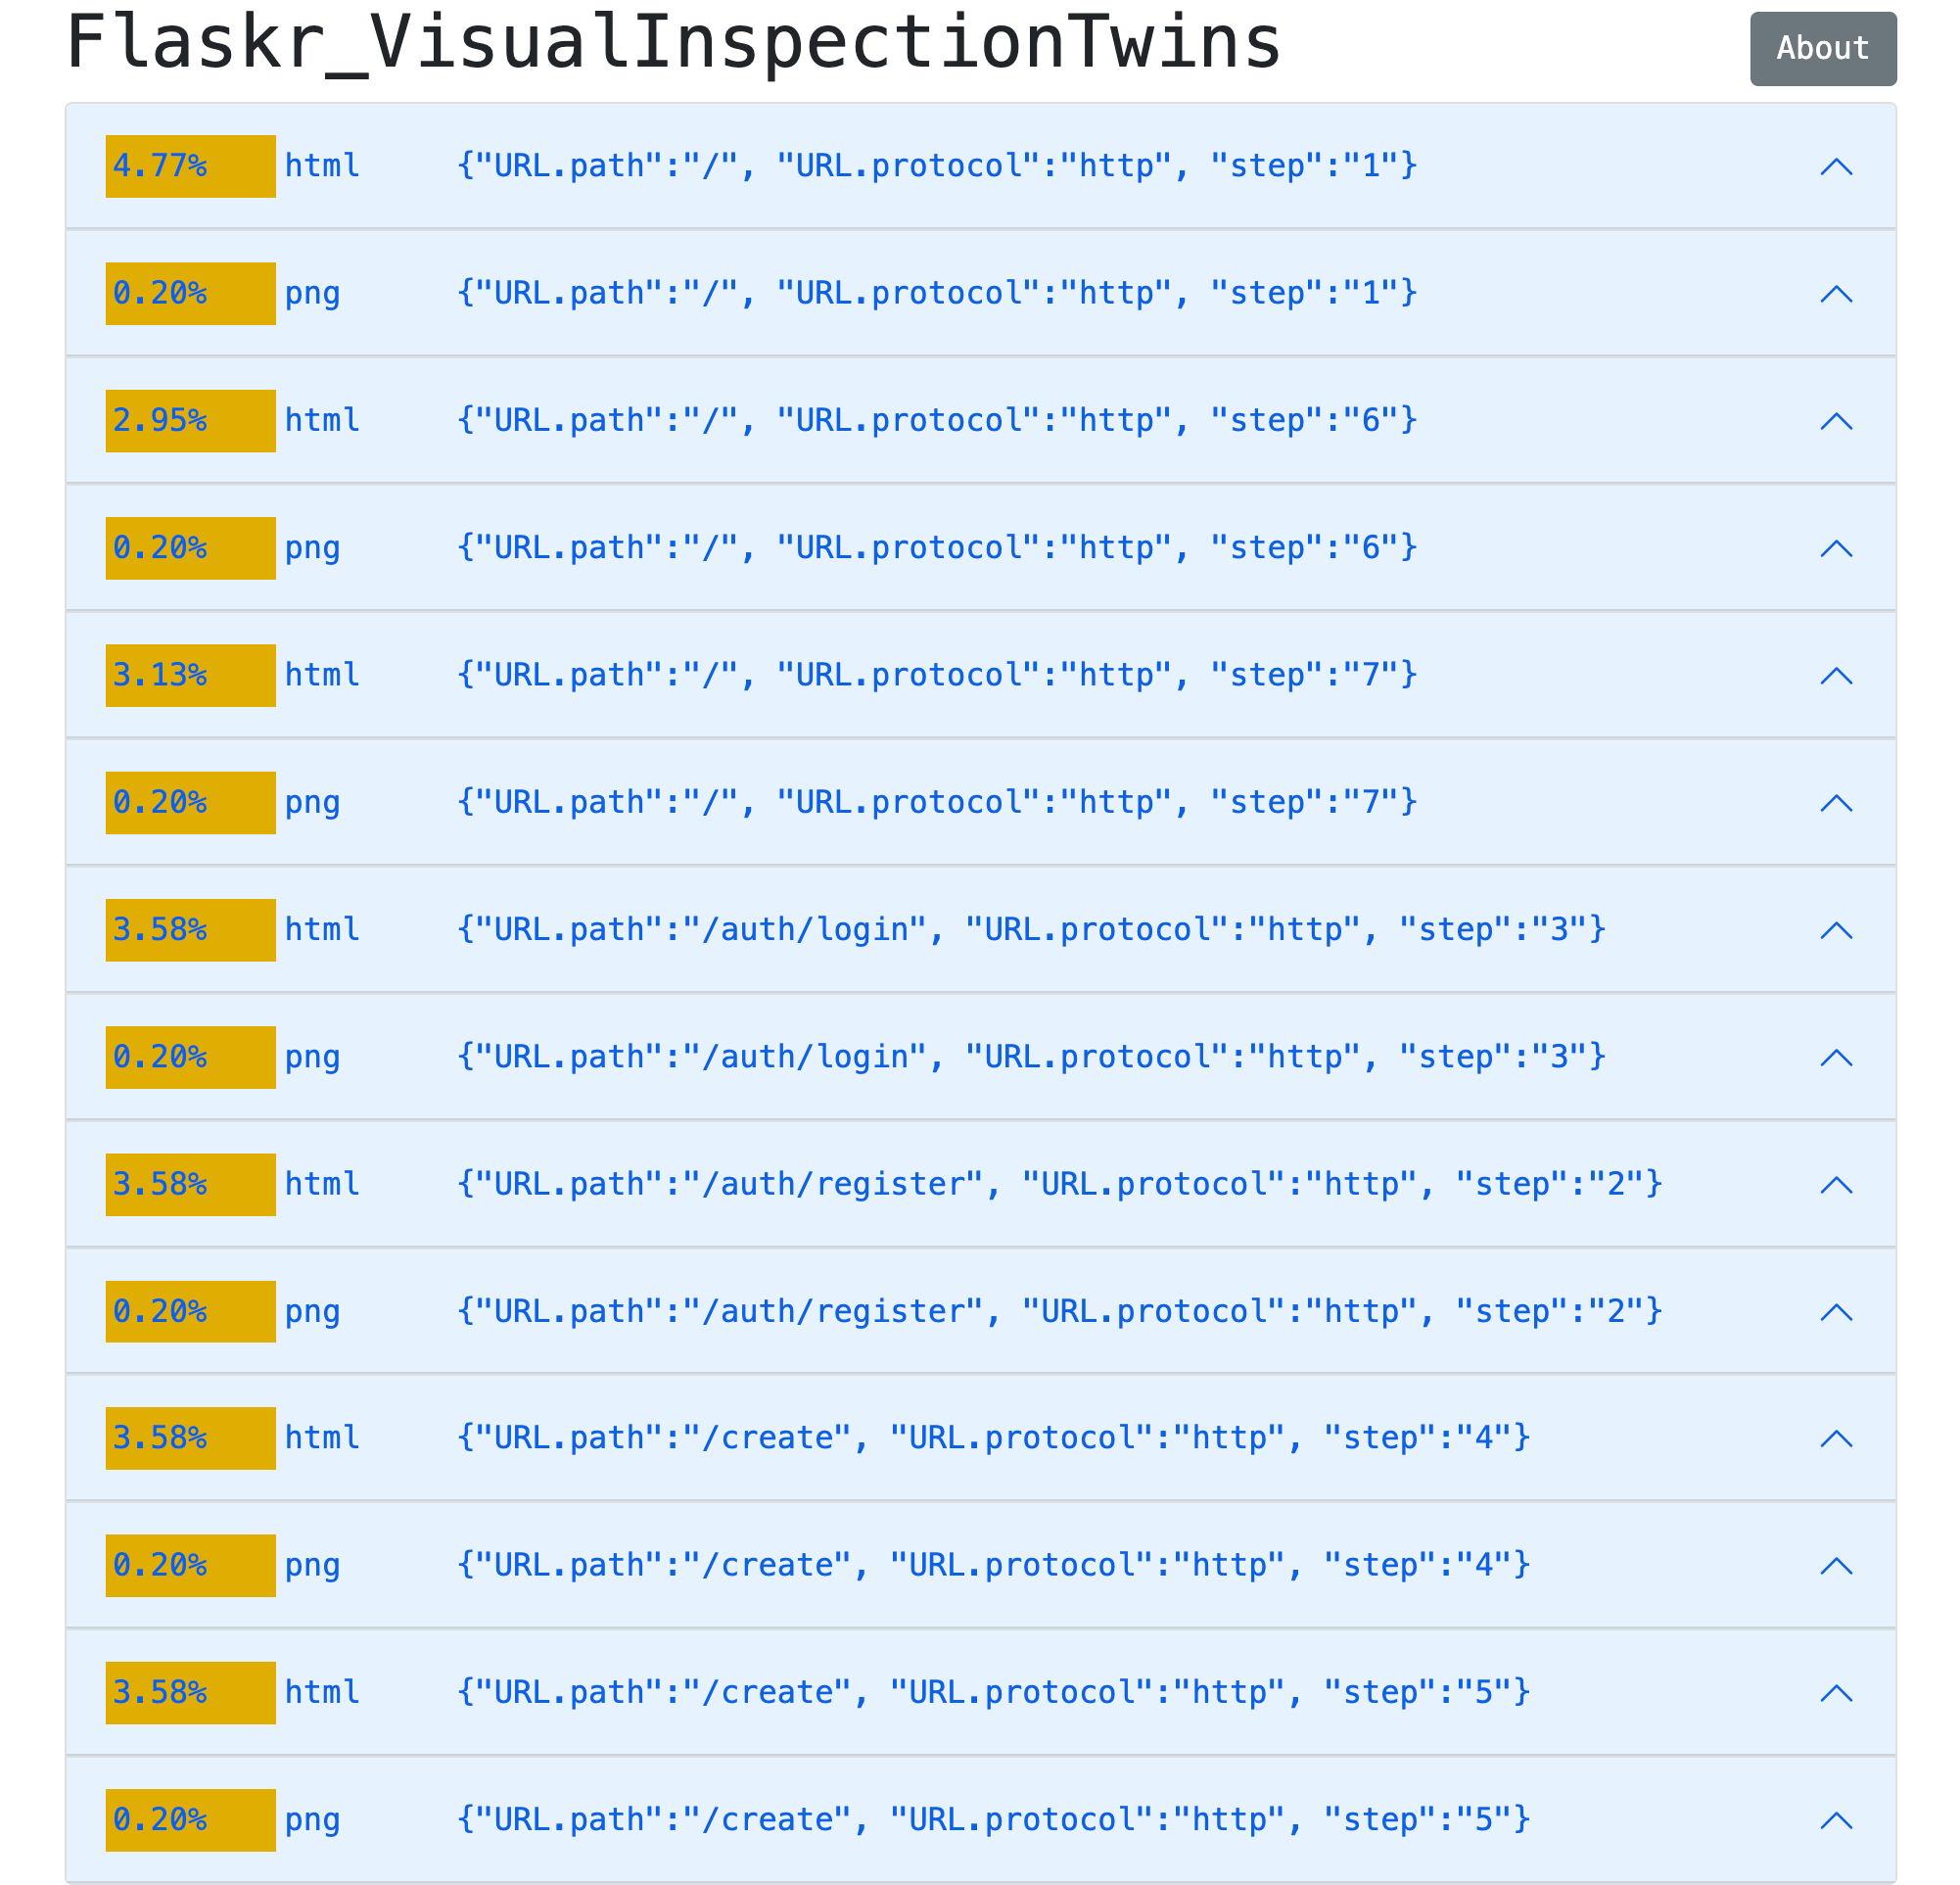 Flaskr_VisualInspectionTwins
About
4.77% html {"URL.path":"/", "URL.protocol":"http", "step":"1"}
0.20% png {"URL.path":"/", "URL.protocol":"http", "step":"1"}
2.95% html {"URL.path":"/", "URL.protocol":"http", "step":"6"}
0.20% png {"URL.path":"/", "URL.protocol":"http", "step":"6"}
3.13% html {"URL.path":"/", "URL.protocol":"http", "step":"7"}
0.20% png {"URL.path":"/", "URL.protocol":"http", "step":"7"}
3.58% html {"URL.path":"/auth/login", "URL.protocol":"http", "step":"3"}
0.20% png {"URL.path":"/auth/login", "URL.protocol":"http", "step":"3"}
3.58% html {"URL.path":"/auth/register", "URL.protocol":"http", "step":"2"}
0.20% png {"URL.path":"/auth/register", "URL.protocol":"http", "step":"2"}
3.58% html {"URL.path":"/create", "URL.protocol":"http", "step":"4"}
0.20% png {"URL.path":"/create", "URL.protocol":"http", "step":"4"}
3.58% html {"URL.path":"/create", "URL.protocol":"http", "step":"5"}
0.20% png {"URL.path":"/create", "URL.protocol":"http", "step":"5"}